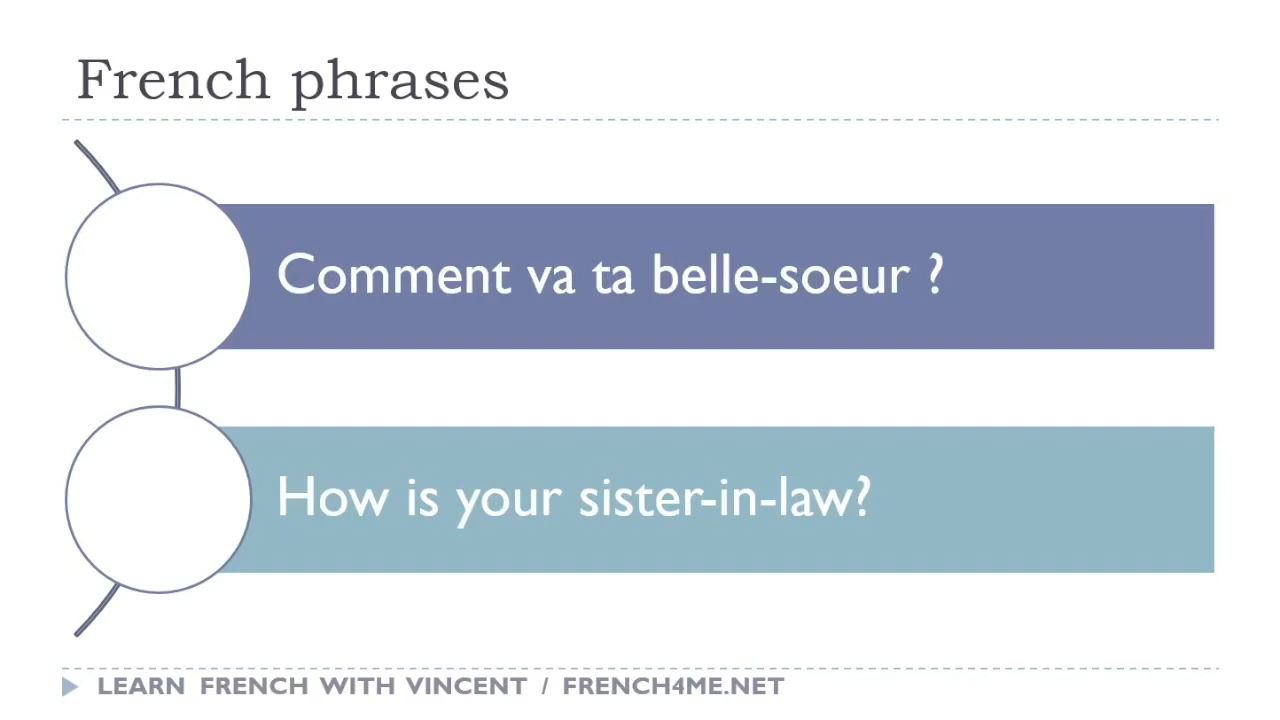 French phrases
Comment va ta belle-soeur ?
How is your sister-in-law?
LEARN FRENCH WITH VINCENT / FRENCH4ME.NET